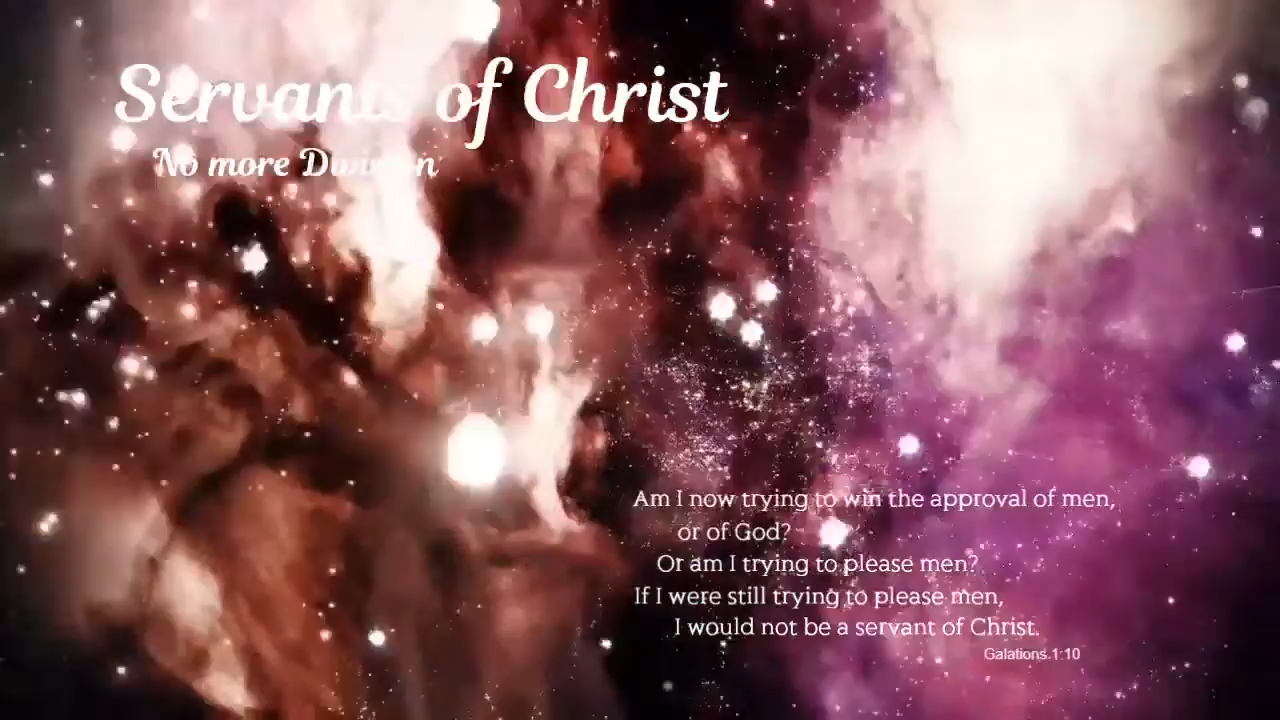 Servants of Christ
No more Division
Am I now trying to win the approval of men,
or of God?
Or am I trying to please men?
If I were still trying to please men,
I would not be a servant of Christ.
Galations.1:10